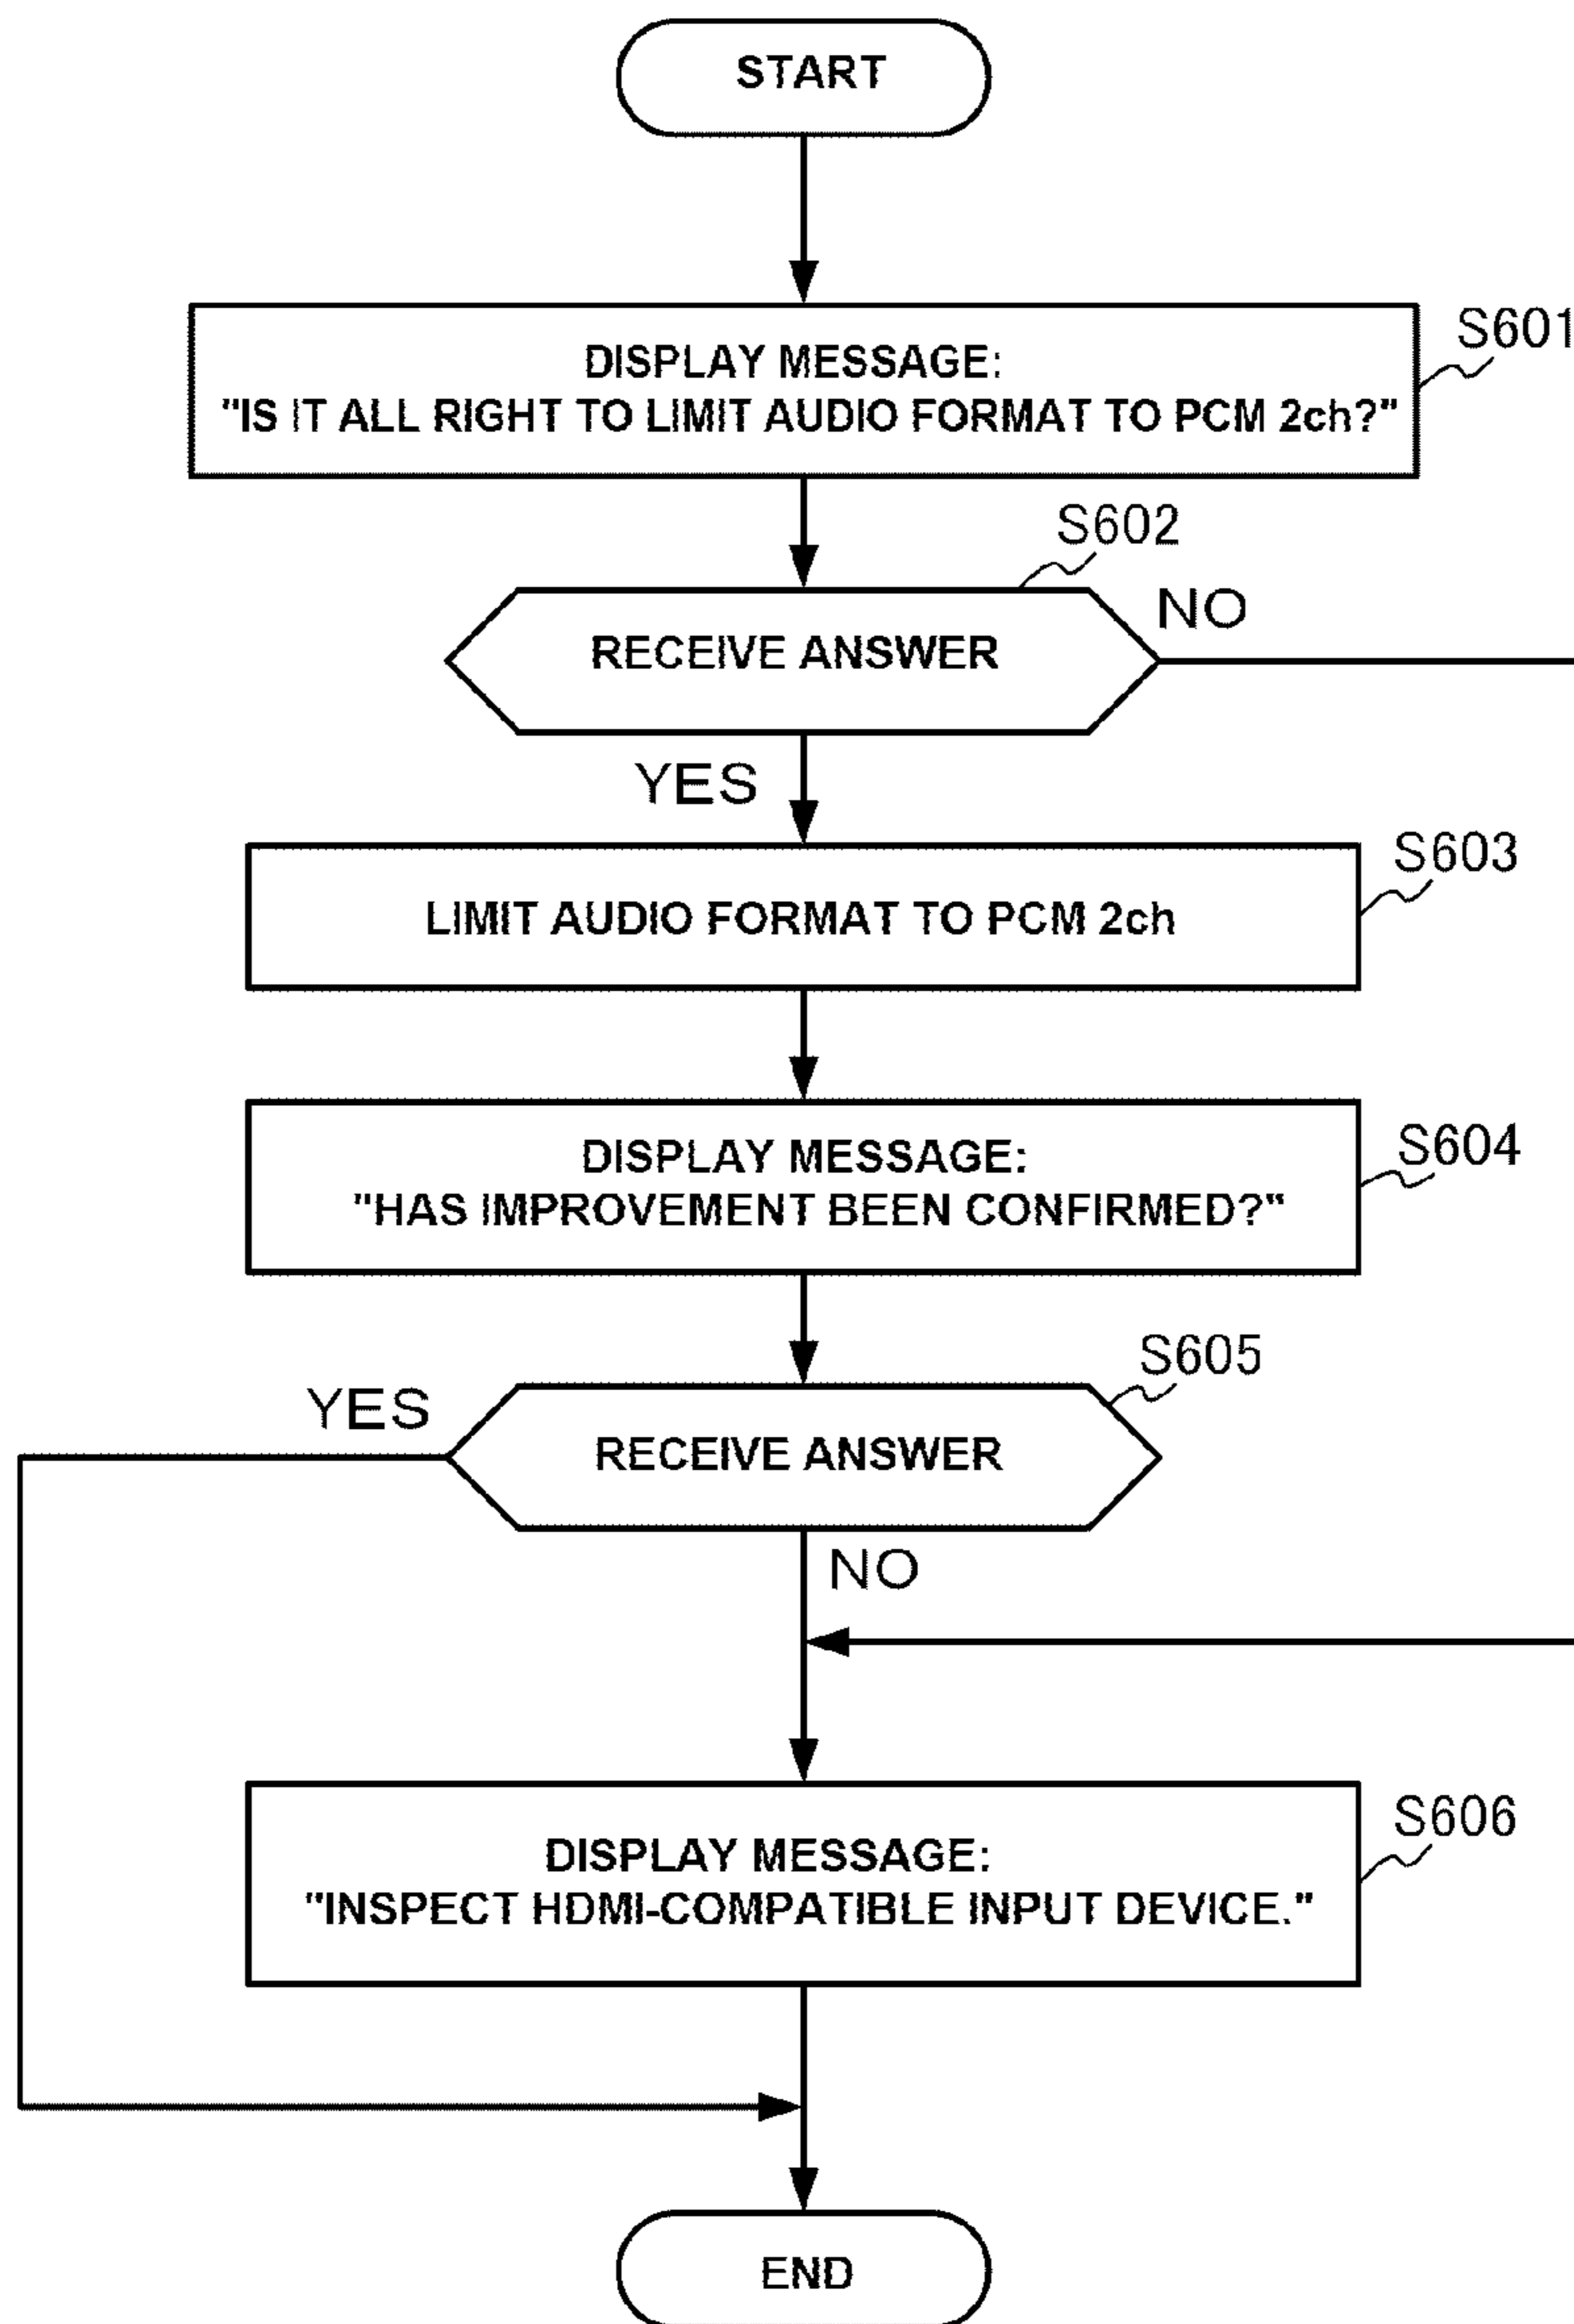 START
S601
DISPLAY MESSAGE:
"IS IT ALL RIGHT TO LIMIT AUDIO FORMAT TO PCM 2ch?"
S602
NO
RECEIVE ANSWER
YES
S603
LIMIT AUDIO FORMAT TO PCM 2ch
S604
DISPLAY MESSAGE:
"HAS IMPROVEMENT BEEN CONFIRMED?"
S605
YES
RECEIVE ANSWER
NO
S606
DISPLAY MESSAGE:
"INSPECT HDMI-COMPATIBLE INPUT DEVICE."
END